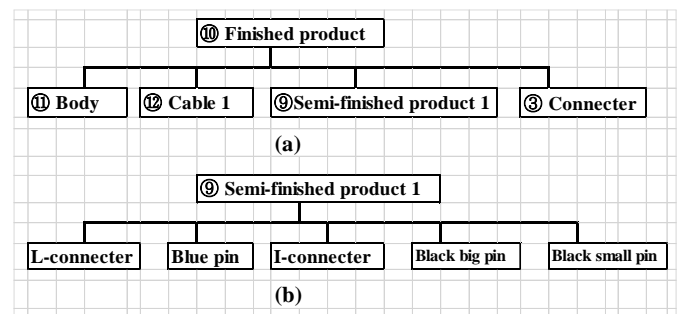 ⑩ Finished product
⑪ Body ⑫ Cable 1 ⑨Semi-finished product 1 ③ Connecter
(a)
⑨ Semi-finished product 1
L-connecter Blue pin I-connecter Black big pin Black small pin
(b)